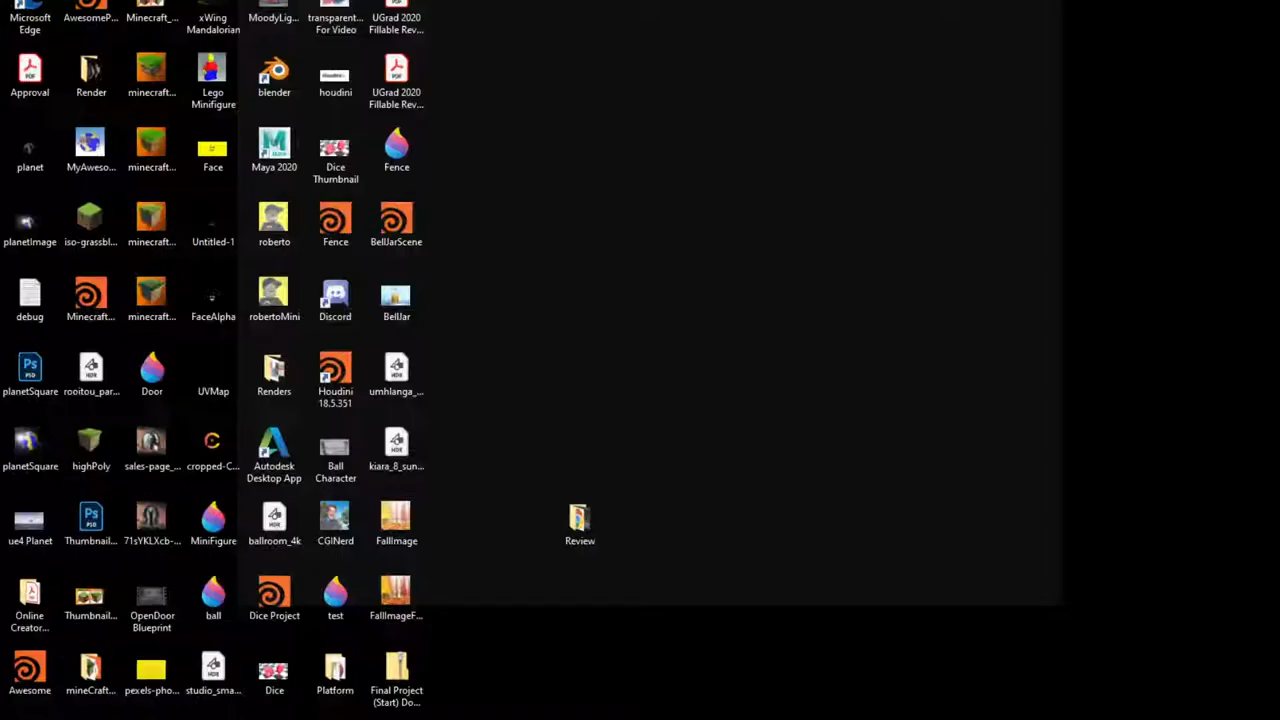 Microsoft Edge
AwesomeP...
Minecraft_...
xWing Mandalorian
MoodyLig...
transparent... For Video
UGrad 2020 Fillable Rev...
Approval
Render
minecraft...
Lego Minifigure
blender
houdini
UGrad 2020 Fillable Rev...
planet
MyAweso...
minecraft...
Face
Maya 2020
Dice Thumbnail
Fence
planetImage
iso-grassbl...
minecraft...
Untitled-1
roberto
Fence
BellJarScene
debug
Minecraft...
minecraft...
FaceAlpha
robertoMini
Discord
BellJar
planetSquare
rooitou_par...
Door
UVMap
Renders
Houdini 18.5.351
umhlanga_...
planetSquare
highPoly
sales-page_...
cropped-C...
Autodesk Desktop App
Ball Character
kiara_8_sun...
ue4 Planet
Thumbnail...
71sYKLXcb-...
MiniFigure
ballroom_4k
CGINerd
FallImage
Review
Online Creator...
Thumbnail...
OpenDoor Blueprint
ball
Dice Project
test
FallImageF...
Awesome
mineCraft...
pexels-pho...
studio_sma...
Dice
Platform
Final Project (Start) Do...